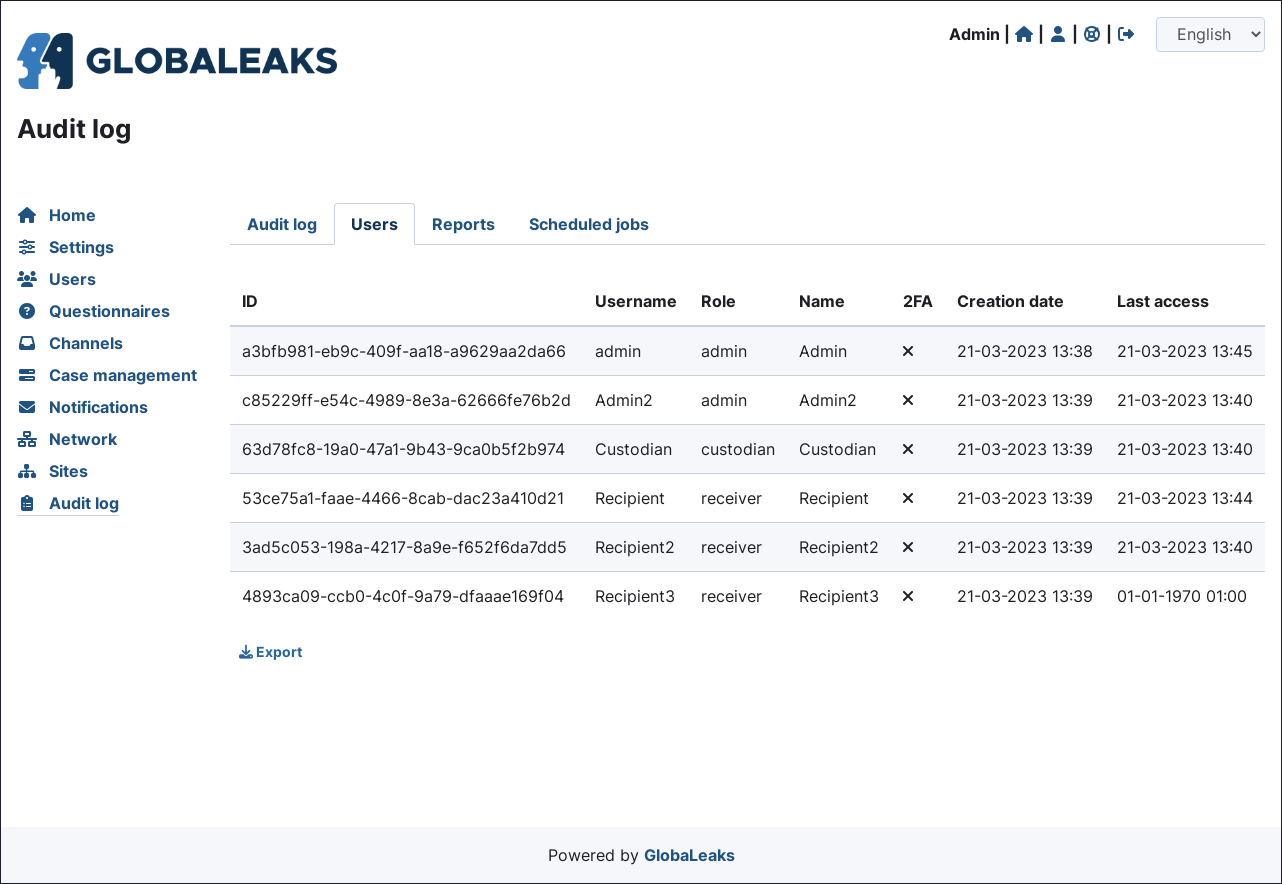 Admin | | | |
English
GLOBALEAKS
Audit log
Home
Settings
Users
Questionnaires
Channels
Case management
Notifications
Network
Sites
Audit log
Audit log Users Reports Scheduled jobs
ID Username Role Name 2FA Creation date Last access
a3bfb981-eb9c-409f-aa18-a9629aa2da66 admin admin Admin 21-03-2023 13:38 21-03-2023 13:45
c85229ff-e54c-4989-8e3a-62666fe76b2d Admin2 admin Admin2 21-03-2023 13:39 21-03-2023 13:40
63d78fc8-19a0-47a1-9b43-9ca0b5f2b974 Custodian custodian Custodian 21-03-2023 13:39 21-03-2023 13:40
53ce75a1-faae-4466-8cab-dac23a410d21 Recipient receiver Recipient 21-03-2023 13:39 21-03-2023 13:44
3ad5c053-198a-4217-8a9e-f652f6da7dd5 Recipient2 receiver Recipient2 21-03-2023 13:39 21-03-2023 13:40
4893ca09-ccb0-4c0f-9a79-dfaaae169f04 Recipient3 receiver Recipient3 21-03-2023 13:39 01-01-1970 01:00
Export
Powered by GlobaLeaks